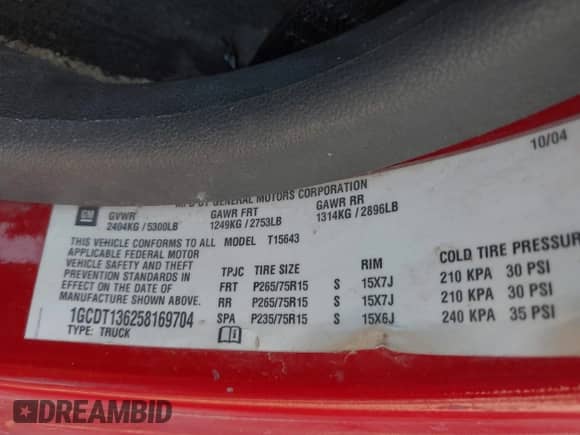 10/04
MFD BY GENERAL MOTORS CORPORATION
GM
GVWR GAWR FRT GAWR RR
2404KG / 5300LB 1249KG / 2753LB 1314KG / 2896LB
THIS VEHICLE CONFORMS TO ALL MODEL T15643
APPLICABLE FEDERAL MOTOR
VEHICLE SAFETY AND THEFT
PREVENTION STANDARDS IN
EFFECT ON THE DATE OF
MANUFACTURE SHOWN ABOVE.
1GCDT136258169704
TYPE: TRUCK
TPJC TIRE SIZE RIM COLD TIRE PRESSURE
FRT P265/75R15 S 15X7J 210 KPA 30 PSI
RR P265/75R15 S 15X7J 210 KPA 30 PSI
SPA P235/75R15 S 15X6J 240 KPA 35 PSI
DREAMBID